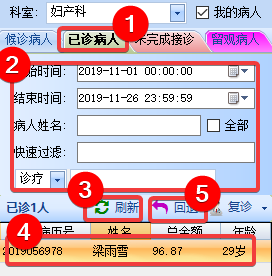 科室: 妇产科 我的病人
候诊病人 已诊病人 未完成接诊 留观病人
1
2
始时间: 2019-11-01 00:00:00
结束时间: 2019-11-26 23:59:59
病人姓名: 全部
快速过滤:
诊疗
3 5
已诊1人 刷新 回退 复诊
4
病历号 姓名 总金额 年龄
2019056978 梁雨雪 96.87 29岁